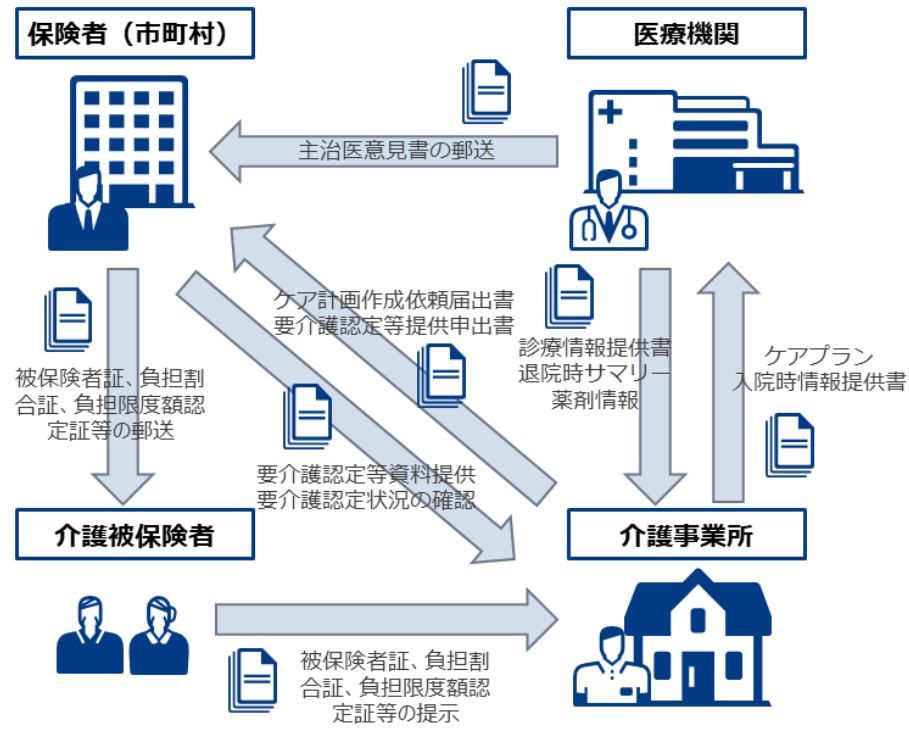 保険者（市町村）
医療機関
主治医意見書の郵送
ケア計画作成依頼届出書
要介護認定等提供申出書
診療情報提供書
退院時サマリー
薬剤情報
ケアプラン
入院時情報提供書
被保険者証、負担割
合証、負担限度額認
定証等の郵送
要介護認定等資料提供
要介護認定状況の確認
介護被保険者
介護事業所
被保険者証、負担割
合証、負担限度額認
定証等の提示